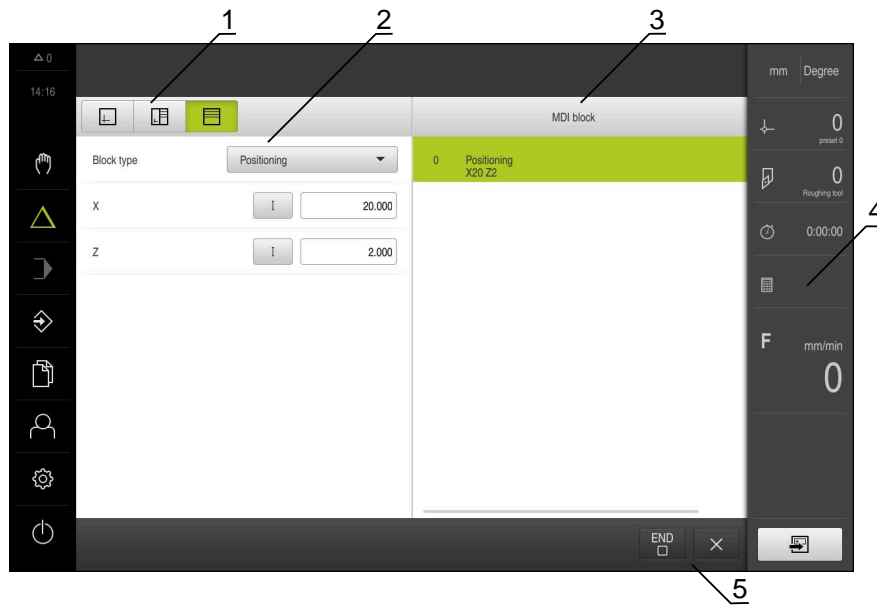 1
2
3
0
14:16
mm Degree
MDI block
0
preset 0
Block type Positioning
0 Positioning
X20 Z2
0
Roughing tool
X I 20.000
4
0:00:00
Z I 2.000
F mm/min
0
END
5